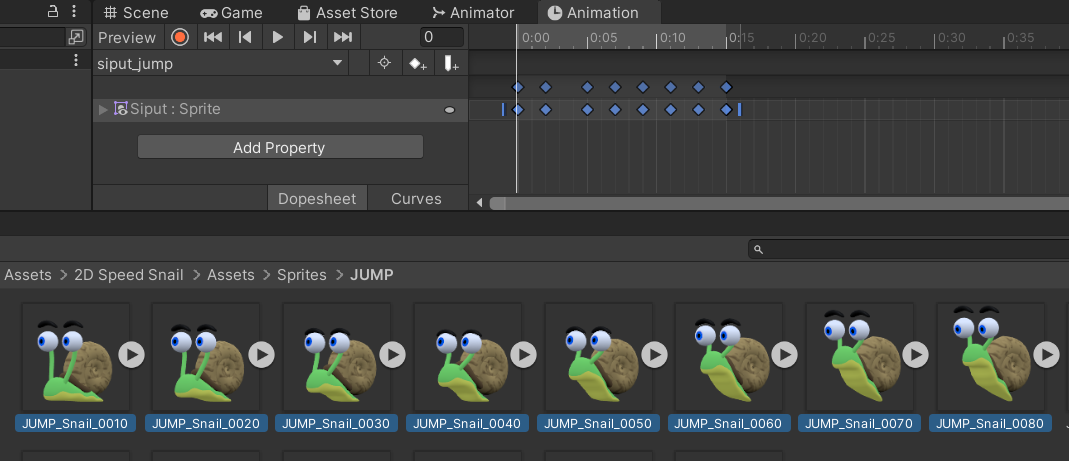 Scene Game Asset Store Animator Animation
Preview 0 0:00 0:05 0:10 0:15 0:20 0:25 0:30 0:35
siput_jump
Siput : Sprite
Add Property
Dopesheet Curves
Assets > 2D Speed Snail > Assets > Sprites > JUMP
JUMP_Snail_0010 JUMP_Snail_0020 JUMP_Snail_0030 JUMP_Snail_0040 JUMP_Snail_0050 JUMP_Snail_0060 JUMP_Snail_0070 JUMP_Snail_0080